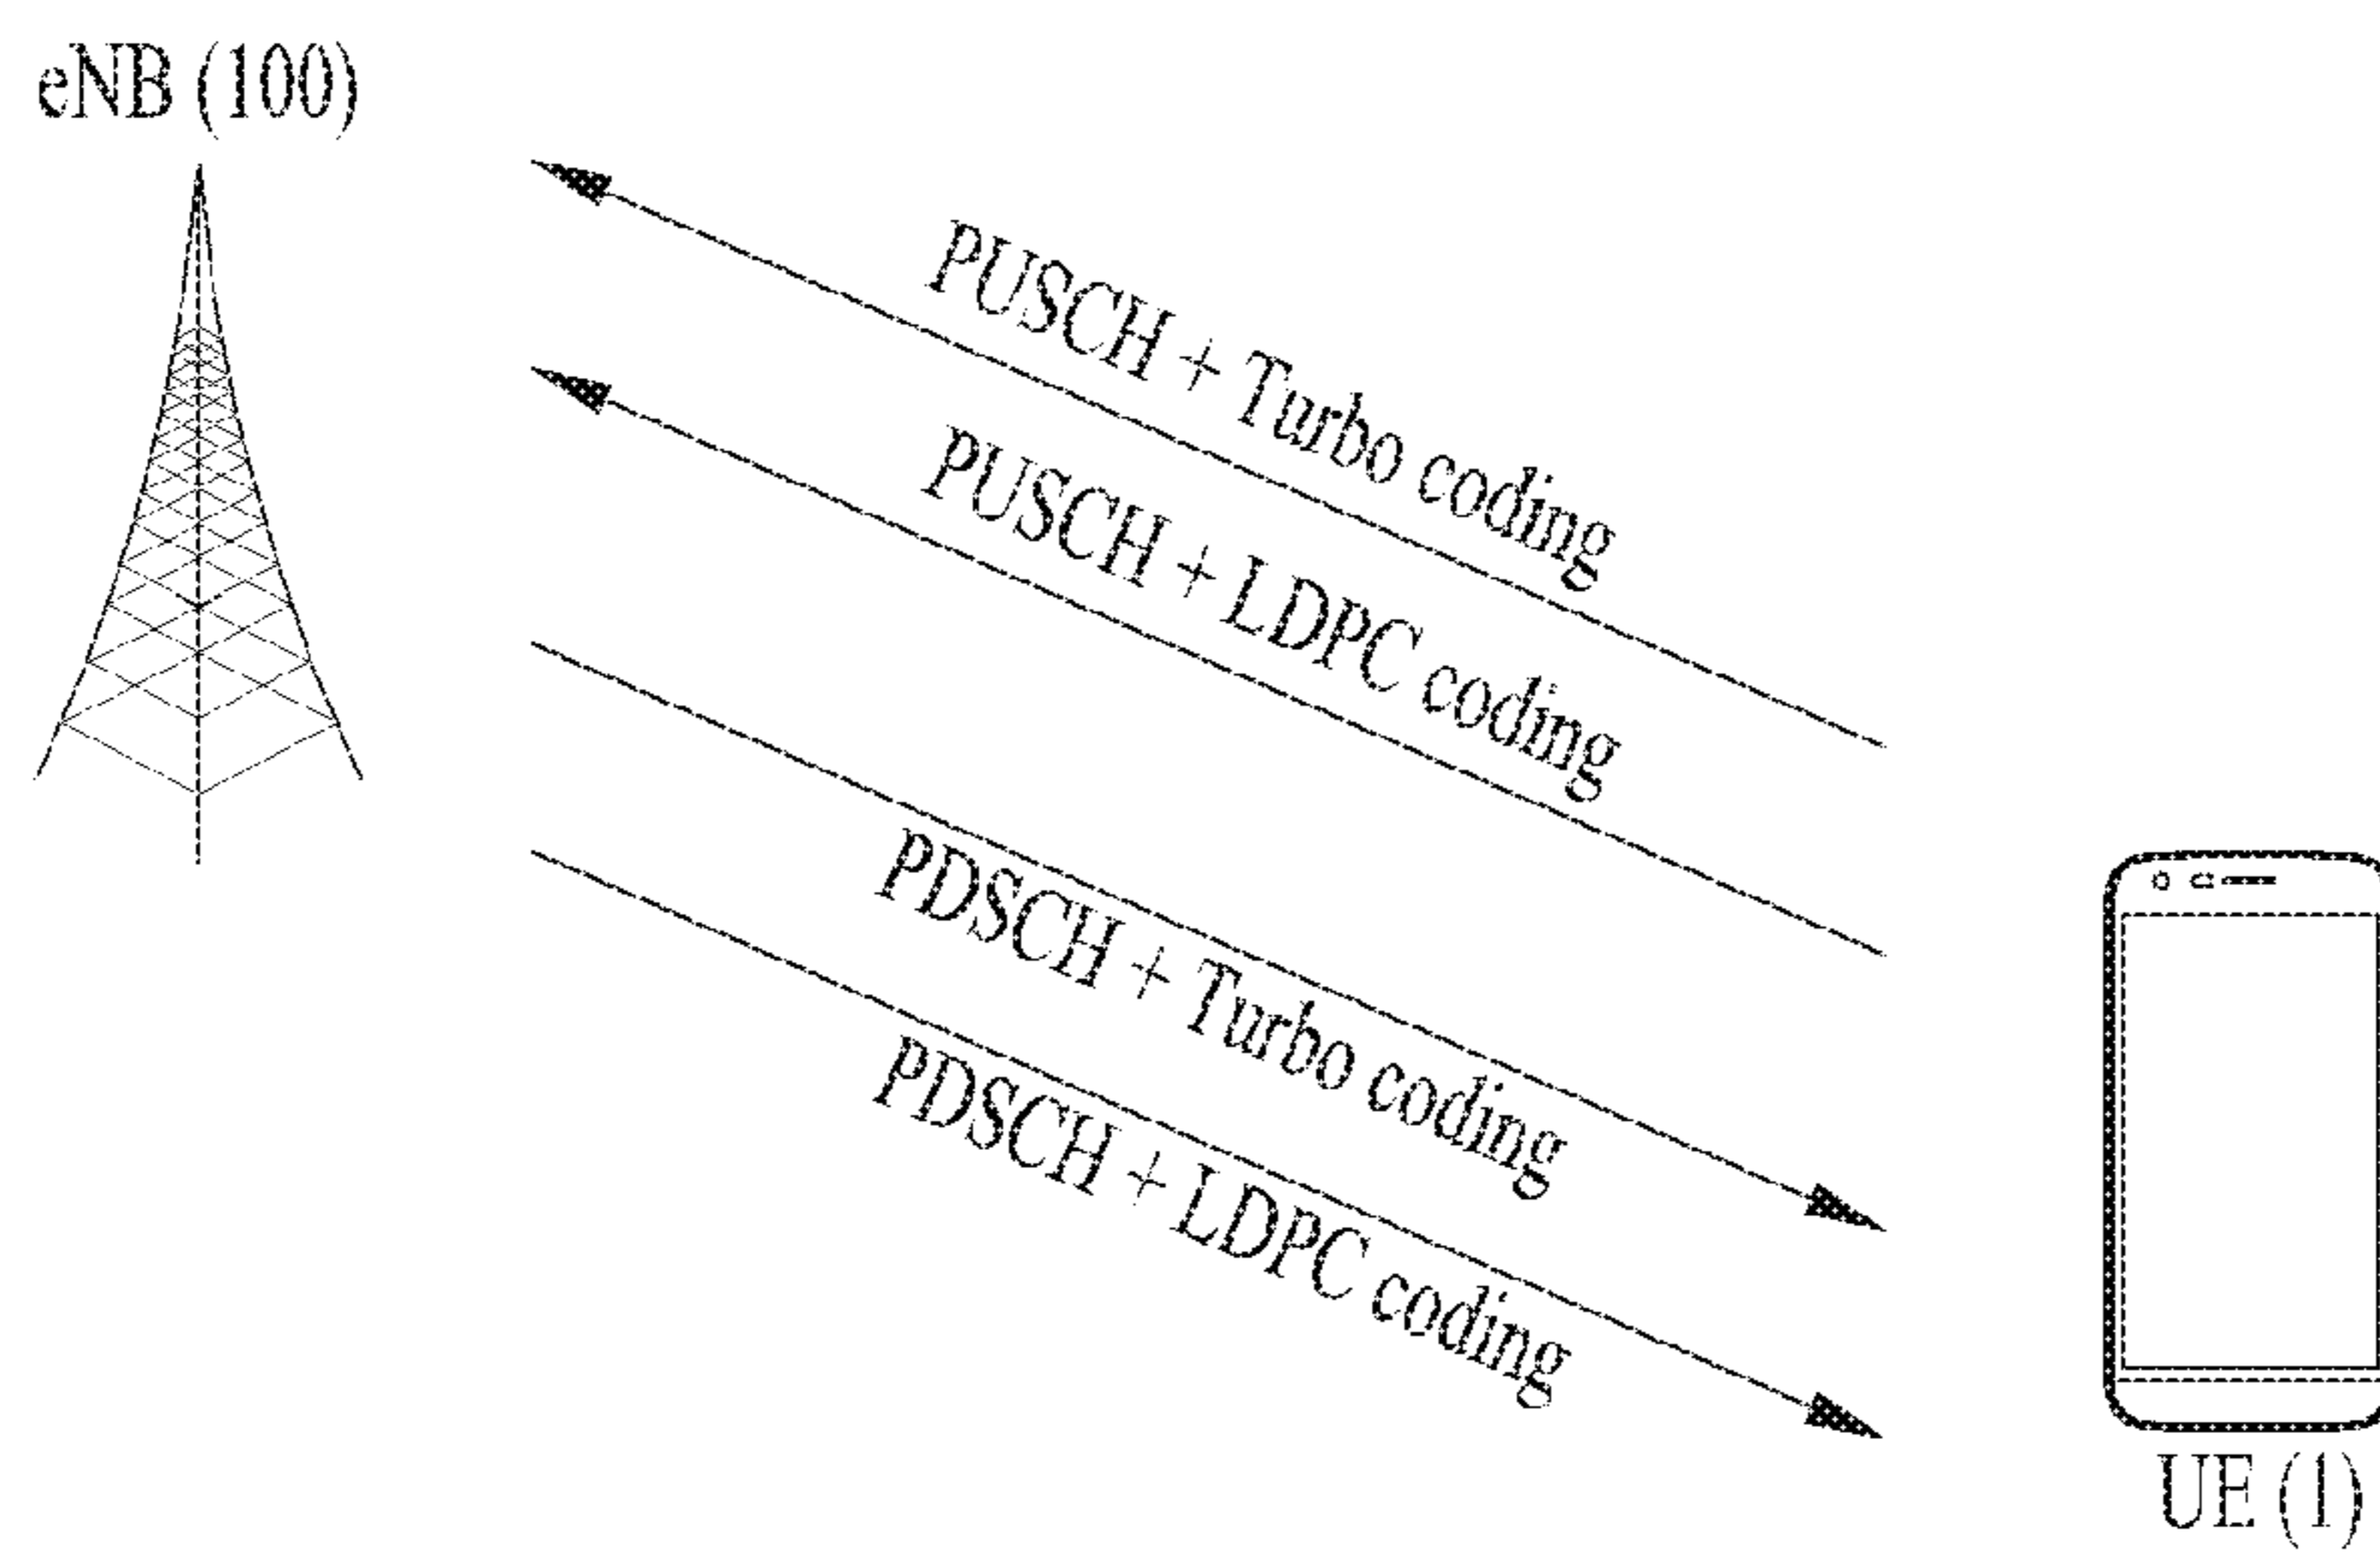 eNB (100)
PUSCH + Turbo coding
PUSCH + LDPC coding
PDSCH + Turbo coding
PDSCH + LDPC coding
UE (1)